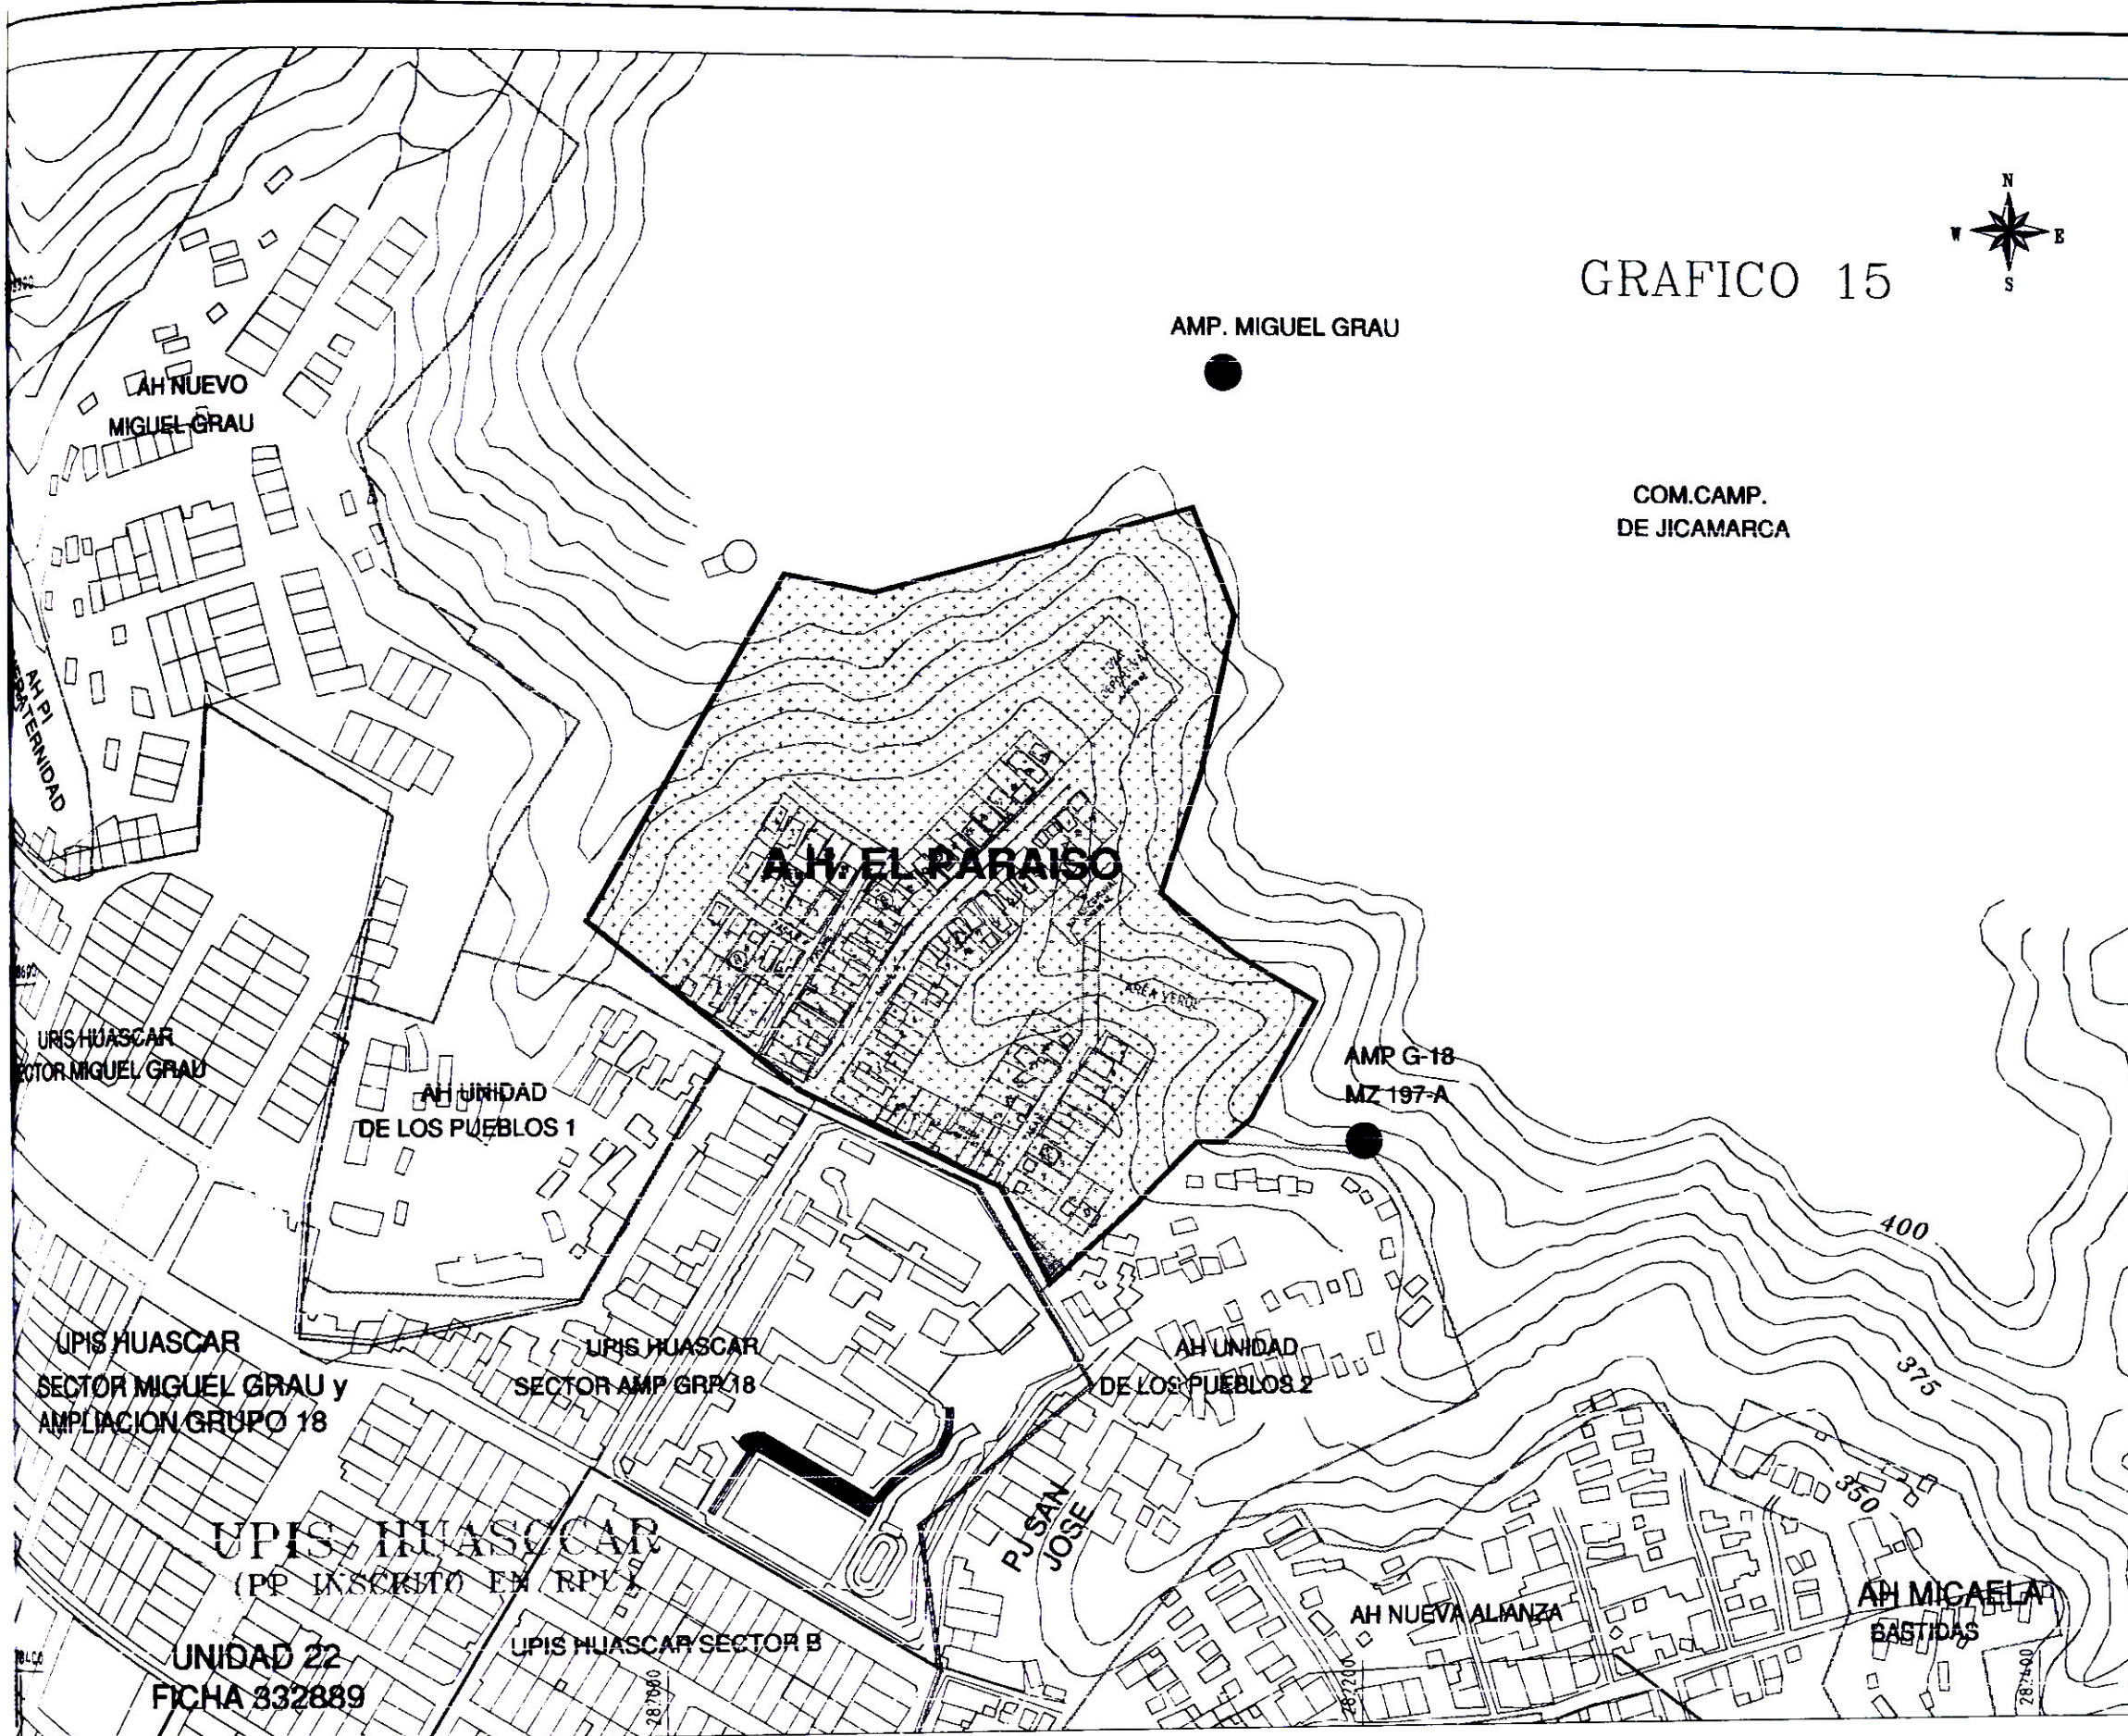 N
W E
S
GRAFICO 15
AMP. MIGUEL GRAU
AH NUEVO
MIGUEL GRAU
COM.CAMP.
DE JICAMARCA
AH PJ
FRATERNIDAD
A.H. EL PARAISO
AREA VERDE
UPIS HUASCAR
ECTOR MIGUEL GRAU
AH UNIDAD
DE LOS PUEBLOS 1
AMP G-18
MZ 197-A
400
UPIS HUASCAR
SECTOR MIGUEL GRAU y
AMPLIACION GRUPO 18
UPIS HUASCAR
SECTOR AMP GRP 18
AH UNIDAD
DE LOS PUEBLOS 2
375
350
PJ SAN
JOSE
UPIS HUASCCAR
(PP INSCRITO EN RPU)
AH NUEVA ALIANZA
AH MICAELA
BASTIDAS
UPIS HUASCAR SECTOR B
UNIDAD 22
FICHA 332889
287200
287400